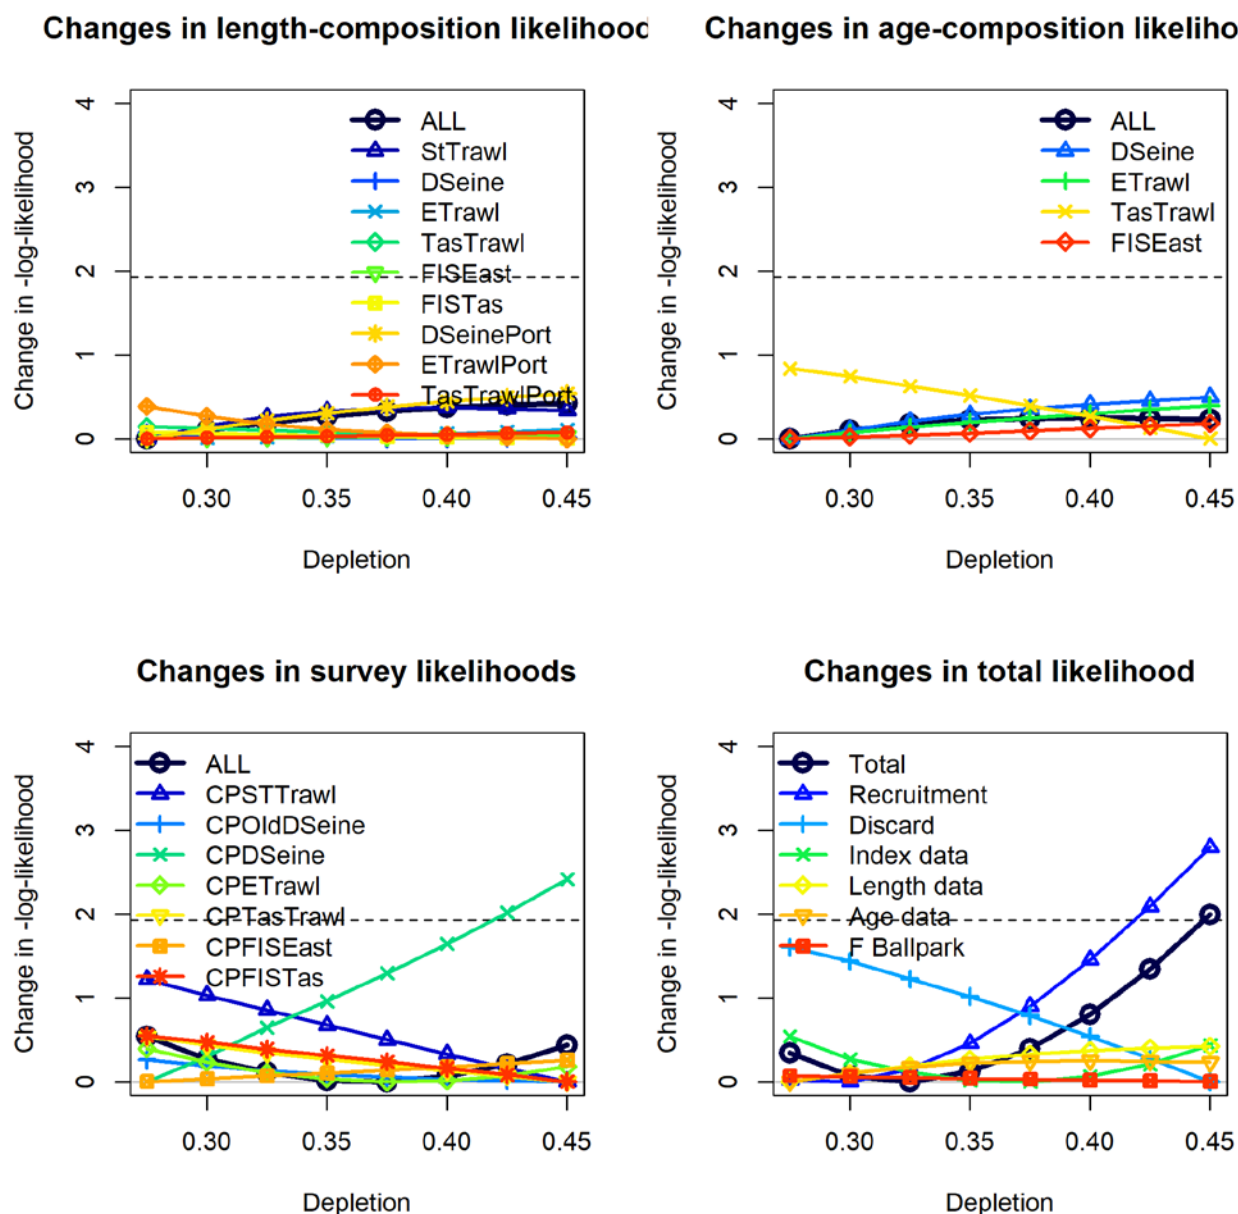 Changes in length-composition likelihood
Change in -log-likelihood
4
3
2
1
0
ALL
StTrawl
DSeine
ETrawl
TasTrawl
FISEast
FISTas
DSeinePort
ETrawlPort
TasTrawlPort
0.30 0.35 0.40 0.45
Depletion
Changes in age-composition likeliho
Change in -log-likelihood
4
3
2
1
0
ALL
DSeine
ETrawl
TasTrawl
FISEast
0.30 0.35 0.40 0.45
Depletion
Changes in survey likelihoods
Change in -log-likelihood
4
3
2
1
0
ALL
CPSTTrawl
CPOldDSeine
CPDSeine
CPETrawl
CPTasTrawl
CPFISEast
CPFISTas
0.30 0.35 0.40 0.45
Depletion
Changes in total likelihood
Change in -log-likelihood
4
3
2
1
0
Total
Recruitment
Discard
Index data
Length data
Age data
F Ballpark
0.30 0.35 0.40 0.45
Depletion